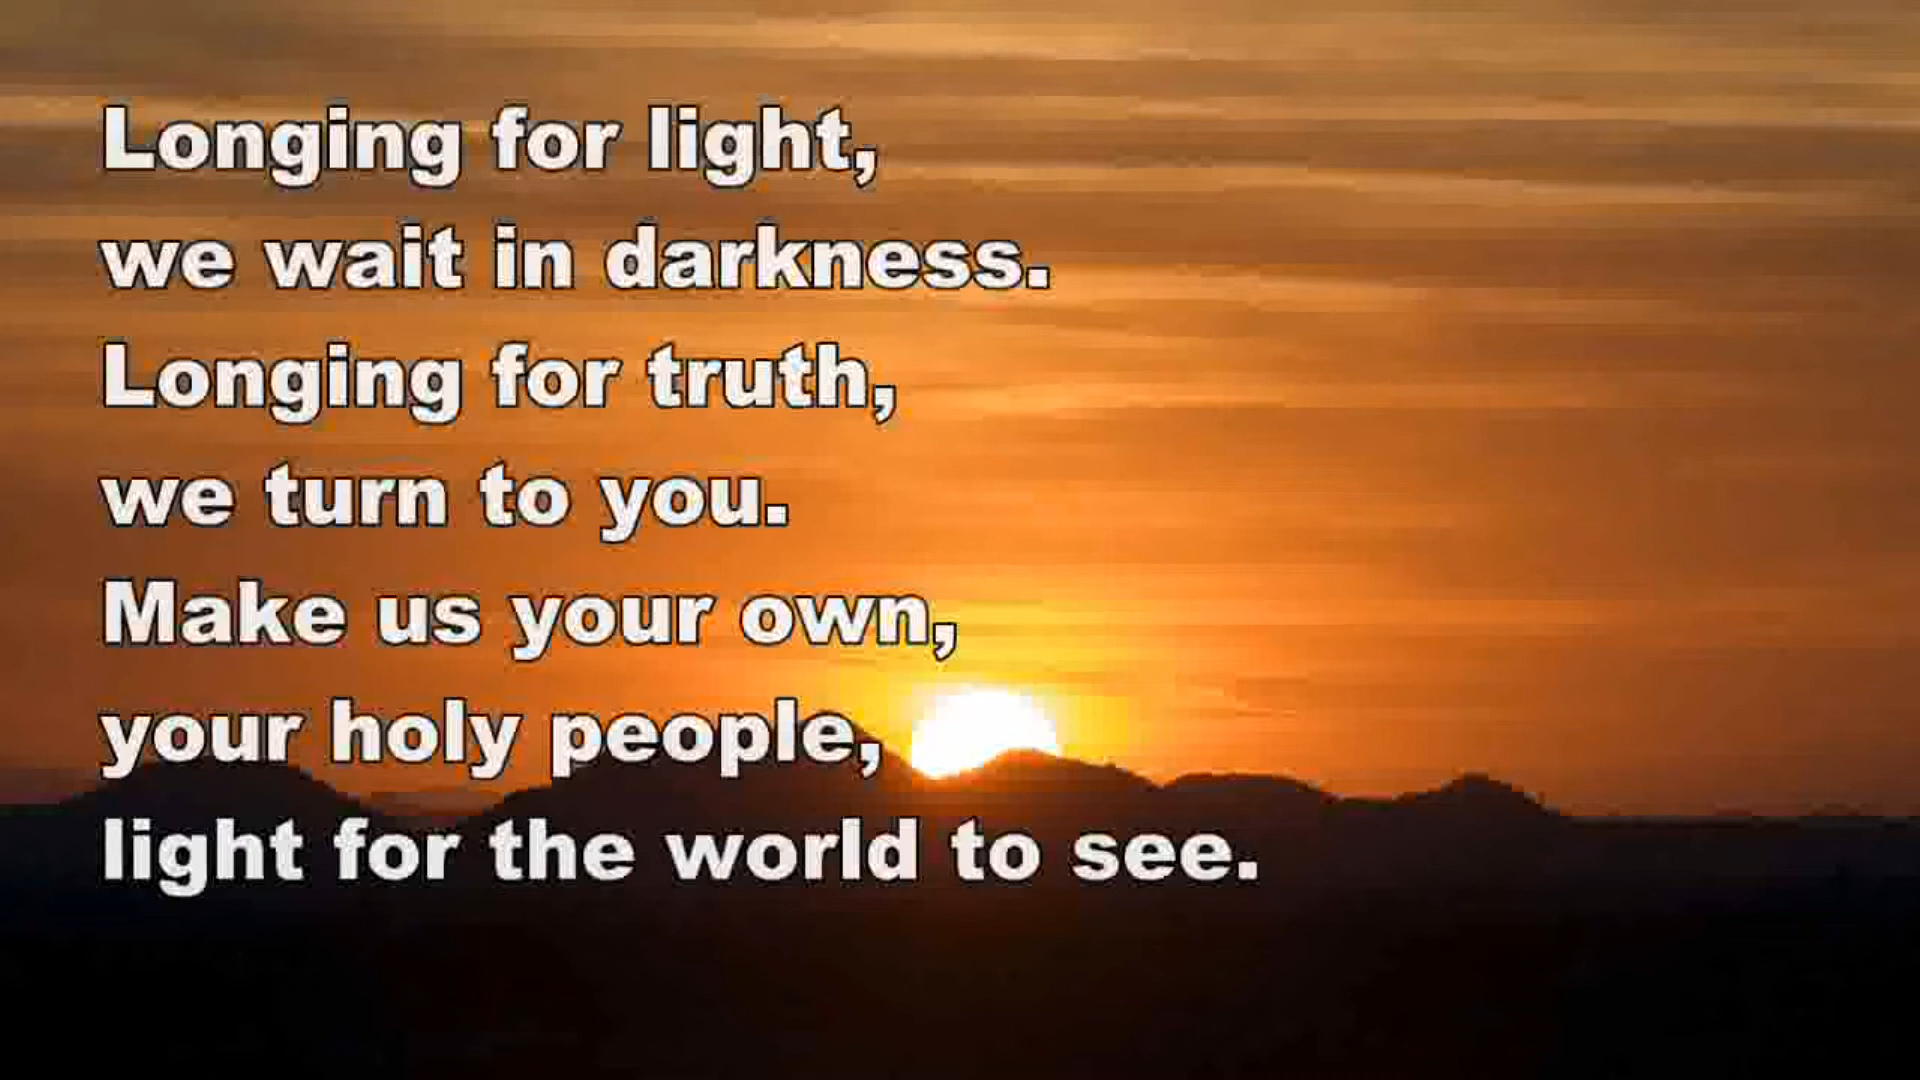 Longing for light,
we wait in darkness.
Longing for truth,
we turn to you.
Make us your own,
your holy people,
light for the world to see.